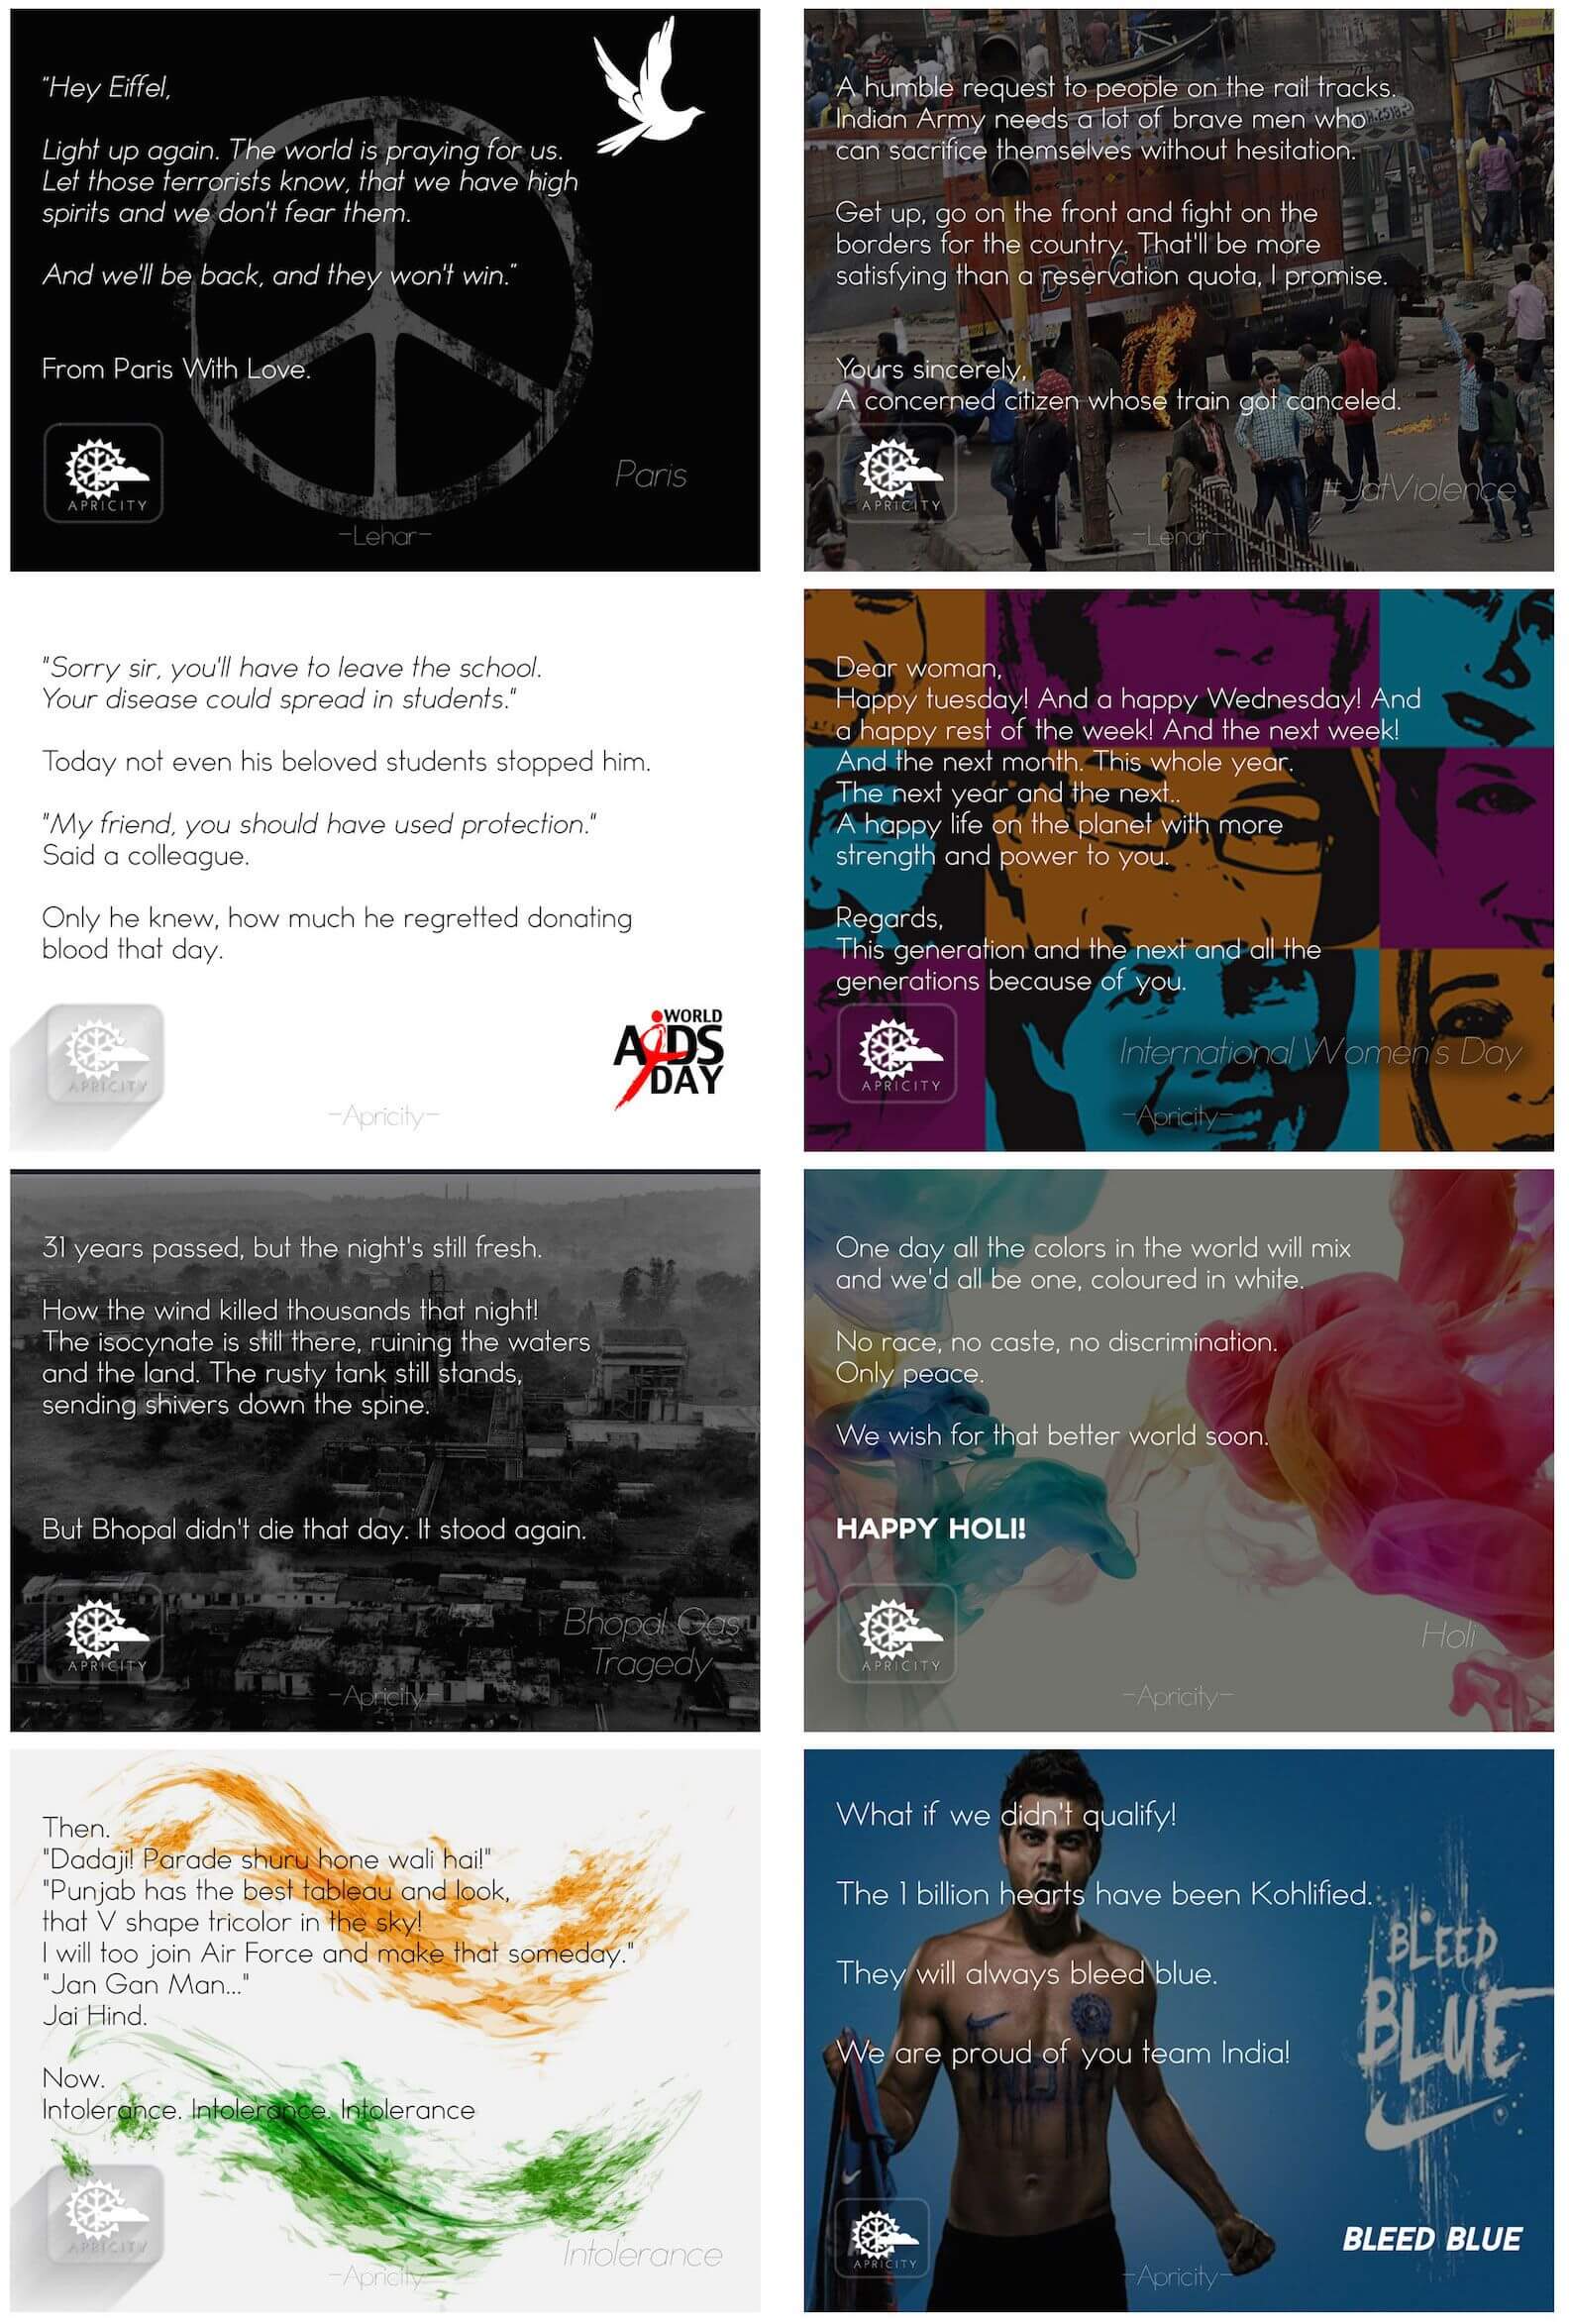 "Hey Eiffel,
Light up again. The world is praying for us.
Let those terrorists know, that we have high
spirits and we don't fear them.
And we'll be back, and they won't win."
From Paris With Love.
APRICITY
Paris
-Lehar-
A humble request to people on the rail tracks.
Indian Army needs a lot of brave men who
can sacrifice themselves without hesitation.
Get up, go on the front and fight on the
borders for the country. That'll be more
satisfying than a reservation quota, I promise.
Yours sincerely,
A concerned citizen whose train got canceled.
APRICITY
#JatViolence
-Lehar-
"Sorry sir, you'll have to leave the school.
Your disease could spread in students."
Today not even his beloved students stopped him.
"My friend, you should have used protection."
Said a colleague.
Only he knew, how much he regretted donating
blood that day.
APRICITY
WORLD
AIDS
DAY
-Apricity-
Dear woman,
Happy tuesday! And a happy Wednesday! And
a happy rest of the week! And the next week!
And the next month. This whole year.
The next year and the next..
A happy life on the planet with more
strength and power to you.
Regards,
This generation and the next and all the
generations because of you.
APRICITY
International Women's Day
-Apricity-
31 years passed, but the night's still fresh.
How the wind killed thousands that night!
The isocynate is still there, ruining the waters
and the land. The rusty tank still stands,
sending shivers down the spine.
But Bhopal didn't die that day. It stood again.
APRICITY
Bhopal Gas
Tragedy
-Apricity-
One day all the colors in the world will mix
and we'd all be one, coloured in white.
No race, no caste, no discrimination.
Only peace.
We wish for that better world soon.
HAPPY HOLI!
APRICITY
Holi
-Apricity-
Then.
"Dadaji! Parade shuru hone wali hai!"
"Punjab has the best tableau and look,
that V shape tricolor in the sky!
I will too join Air Force and make that someday."
"Jan Gan Man..."
Jai Hind.
Now.
Intolerance. Intolerance. Intolerance
APRICITY
Intolerance
-Apricity-
What if we didn't qualify!
The 1 billion hearts have been Kohlified.
They will always bleed blue.
We are proud of you team India!
BLEED
BLUE
APRICITY
BLEED BLUE
-Apricity-